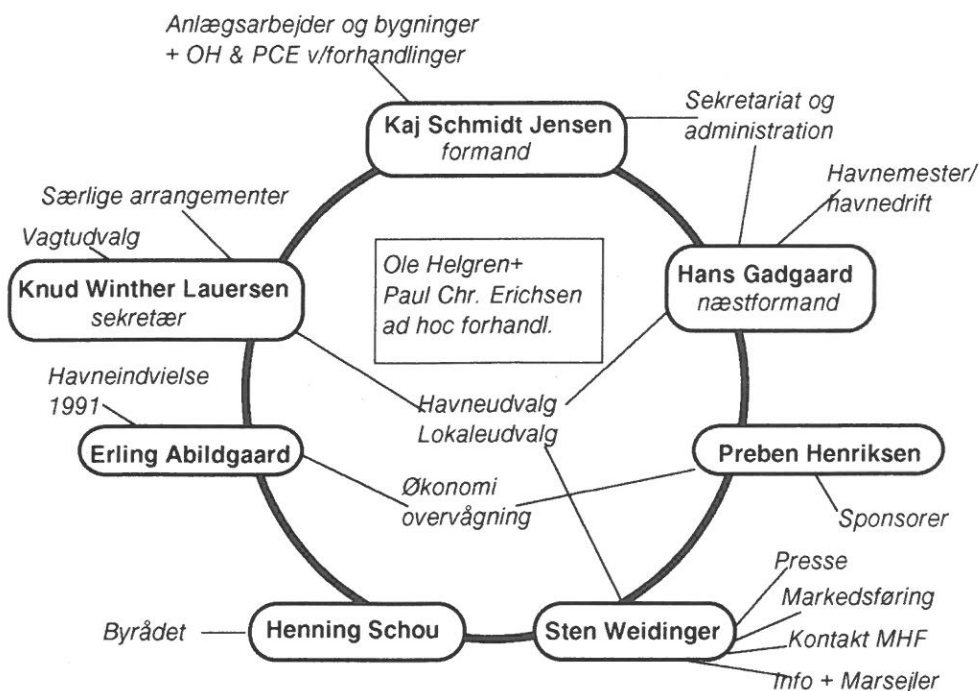 Anlægsarbejder og bygninger
+ OH & PCE v/forhandlinger
Kaj Schmidt Jensen
formand
Sekretariat og
administration
Havnemester/
havnedrift
Særlige arrangementer
Vagtudvalg
Knud Winther Lauersen
sekretær
Ole Helgren+
Paul Chr. Erichsen
ad hoc forhandl.
Hans Gadgaard
næstformand
Havneindvielse
1991
Erling Abildgaard
Havneudvalg
Lokaleudvalg
Preben Henriksen
Økonomi
overvågning
Sponsorer
Byrådet
Henning Schou
Sten Weidinger
Presse
Markedsføring
Kontakt MHF
Info + Marsejler